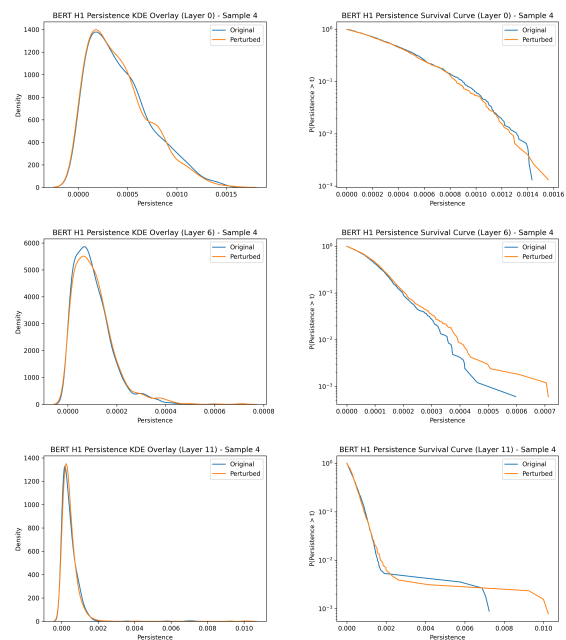 BERT H1 Persistence KDE Overlay (Layer 0) - Sample 4
Original
Perturbed
1400
1200
1000
800
600
400
200
0
Density
0.0000
0.0005
0.0010
0.0015
Persistence
BERT H1 Persistence Survival Curve (Layer 0) - Sample 4
Original
Perturbed
10⁰
10⁻¹
10⁻²
10⁻³
P(Persistence > t)
0.0000
0.0002
0.0004
0.0006
0.0008
0.0010
0.0012
0.0014
0.0016
Persistence
BERT H1 Persistence KDE Overlay (Layer 6) - Sample 4
Original
Perturbed
6000
5000
4000
3000
2000
1000
0
Density
0.0000
0.0002
0.0004
0.0006
0.0008
Persistence
BERT H1 Persistence Survival Curve (Layer 6) - Sample 4
Original
Perturbed
10⁰
10⁻¹
10⁻²
10⁻³
P(Persistence > t)
0.0000
0.0001
0.0002
0.0003
0.0004
0.0005
0.0006
0.0007
Persistence
BERT H1 Persistence KDE Overlay (Layer 11) - Sample 4
Original
Perturbed
1400
1200
1000
800
600
400
200
0
Density
0.000
0.002
0.004
0.006
0.008
0.010
Persistence
BERT H1 Persistence Survival Curve (Layer 11) - Sample 4
Original
Perturbed
10⁰
10⁻¹
10⁻²
10⁻³
P(Persistence > t)
0.000
0.002
0.004
0.006
0.008
0.010
Persistence